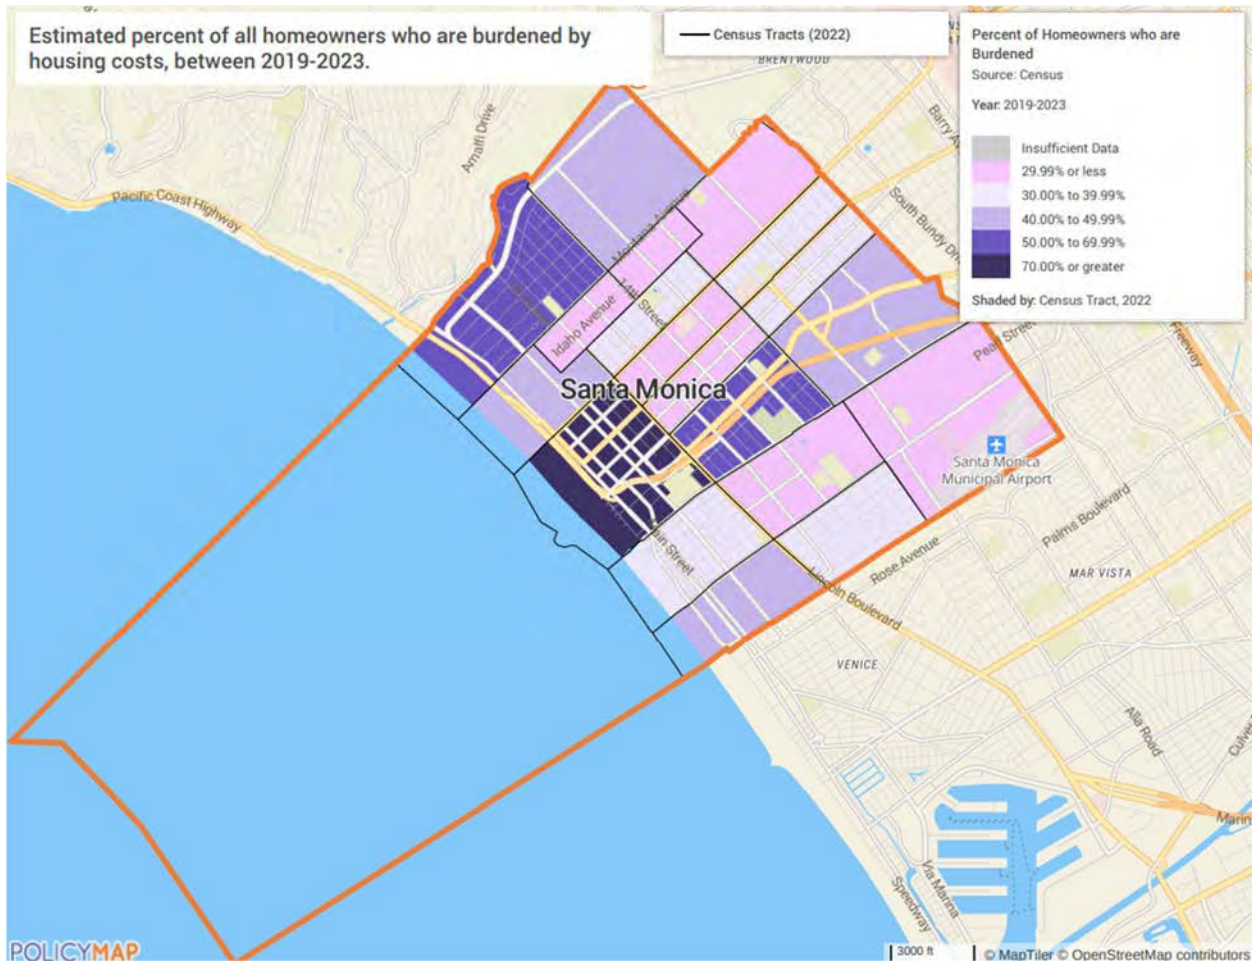 Estimated percent of all homeowners who are burdened by
housing costs, between 2019-2023.
Census Tracts (2022)
Percent of Homeowners who are
Burdened
Source: Census
Year: 2019-2023
Insufficient Data
29.99% or less
30.00% to 39.99%
40.00% to 49.99%
50.00% to 69.99%
70.00% or greater
Shaded by: Census Tract, 2022
BRENTWOOD
Amalfi Drive
Pacific Coast Highway
South Bundy Dr
Montana Avenue
14th Street
Idaho Avenue
Santa Monica
Pearl Street
Freeway
Santa Monica
Municipal Airport
Palms Boulevard
Main Street
Rose Avenue
MAR VISTA
Lincoln Boulevard
VENICE
Alla Road
Culve
Marin
Via Marina
Speedway
POLICYMAP
3000 ft
© MapTiler © OpenStreetMap contributors